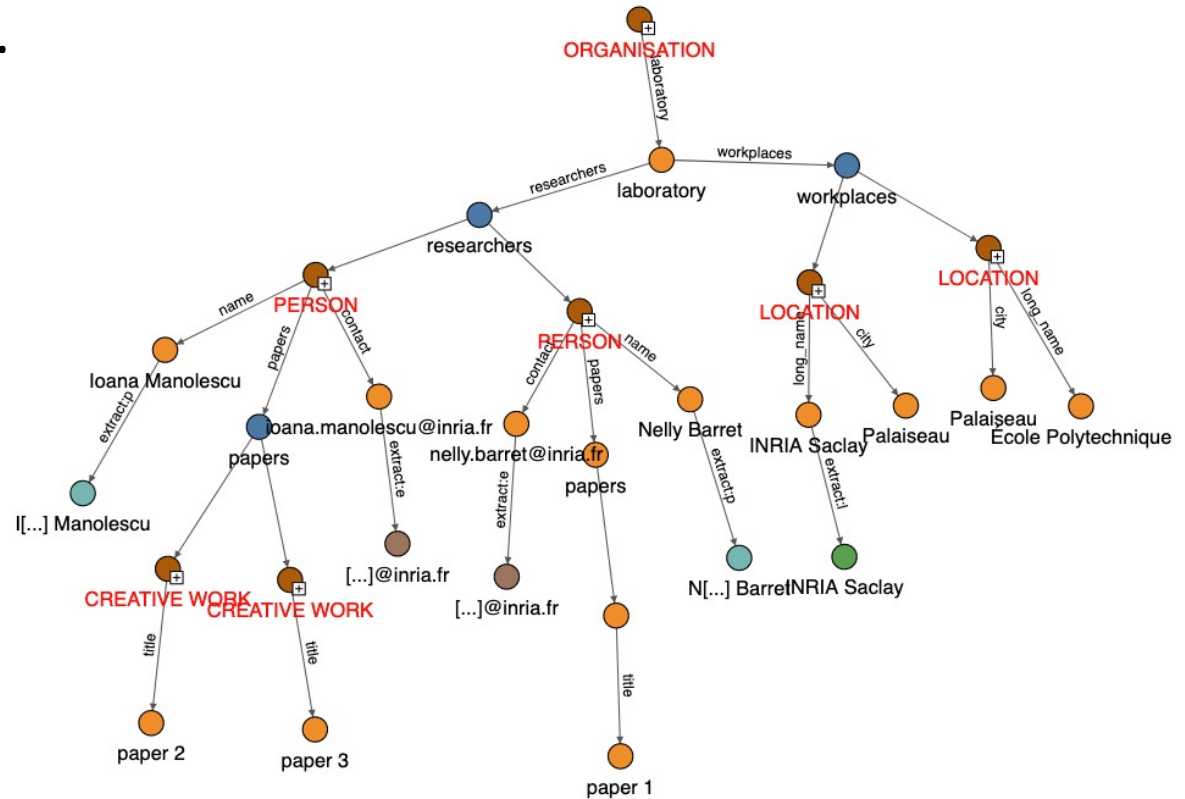 ORGANISATION
laboratory
laboratory
workplaces
workplaces
researchers
researchers
LOCATION
city
long_name
Palaiseau
École Polytechnique
LOCATION
long_name
city
INRIA Saclay
Palaiseau
extract:l
INRIA Saclay
PERSON
name
papers
contact
Ioana Manolescu
extract:p
I[...] Manolescu
papers
ioana.manolescu@inria.fr
extract:e
[...]@inria.fr
CREATIVE WORK
CREATIVE WORK
title
title
paper 2
paper 3
PERSON
contact
papers
name
nelly.barret@inria.fr
extract:e
[...]@inria.fr
papers
title
paper 1
Nelly Barret
extract:p
N[...] Barret